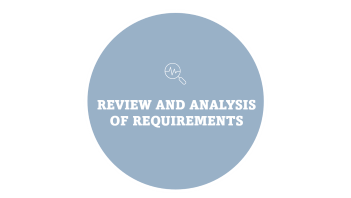 REVIEW AND ANALYSIS
OF REQUIREMENTS